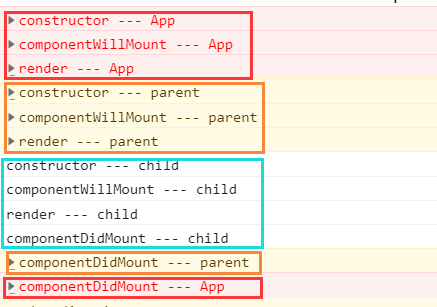 constructor --- App
componentWillMount --- App
render --- App
constructor --- parent
componentWillMount --- parent
render --- parent
constructor --- child
componentWillMount --- child
render --- child
componentDidMount --- child
componentDidMount --- parent
componentDidMount --- App